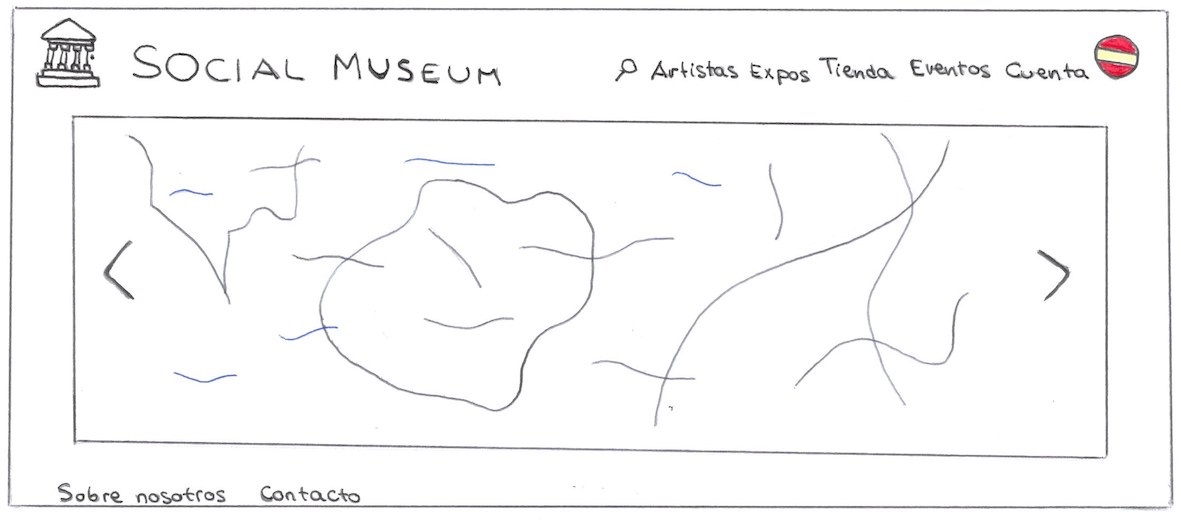 SOCIAL MUSEUM
Artistas Expos Tienda Eventos Cuenta
Sobre nosotros Contacto